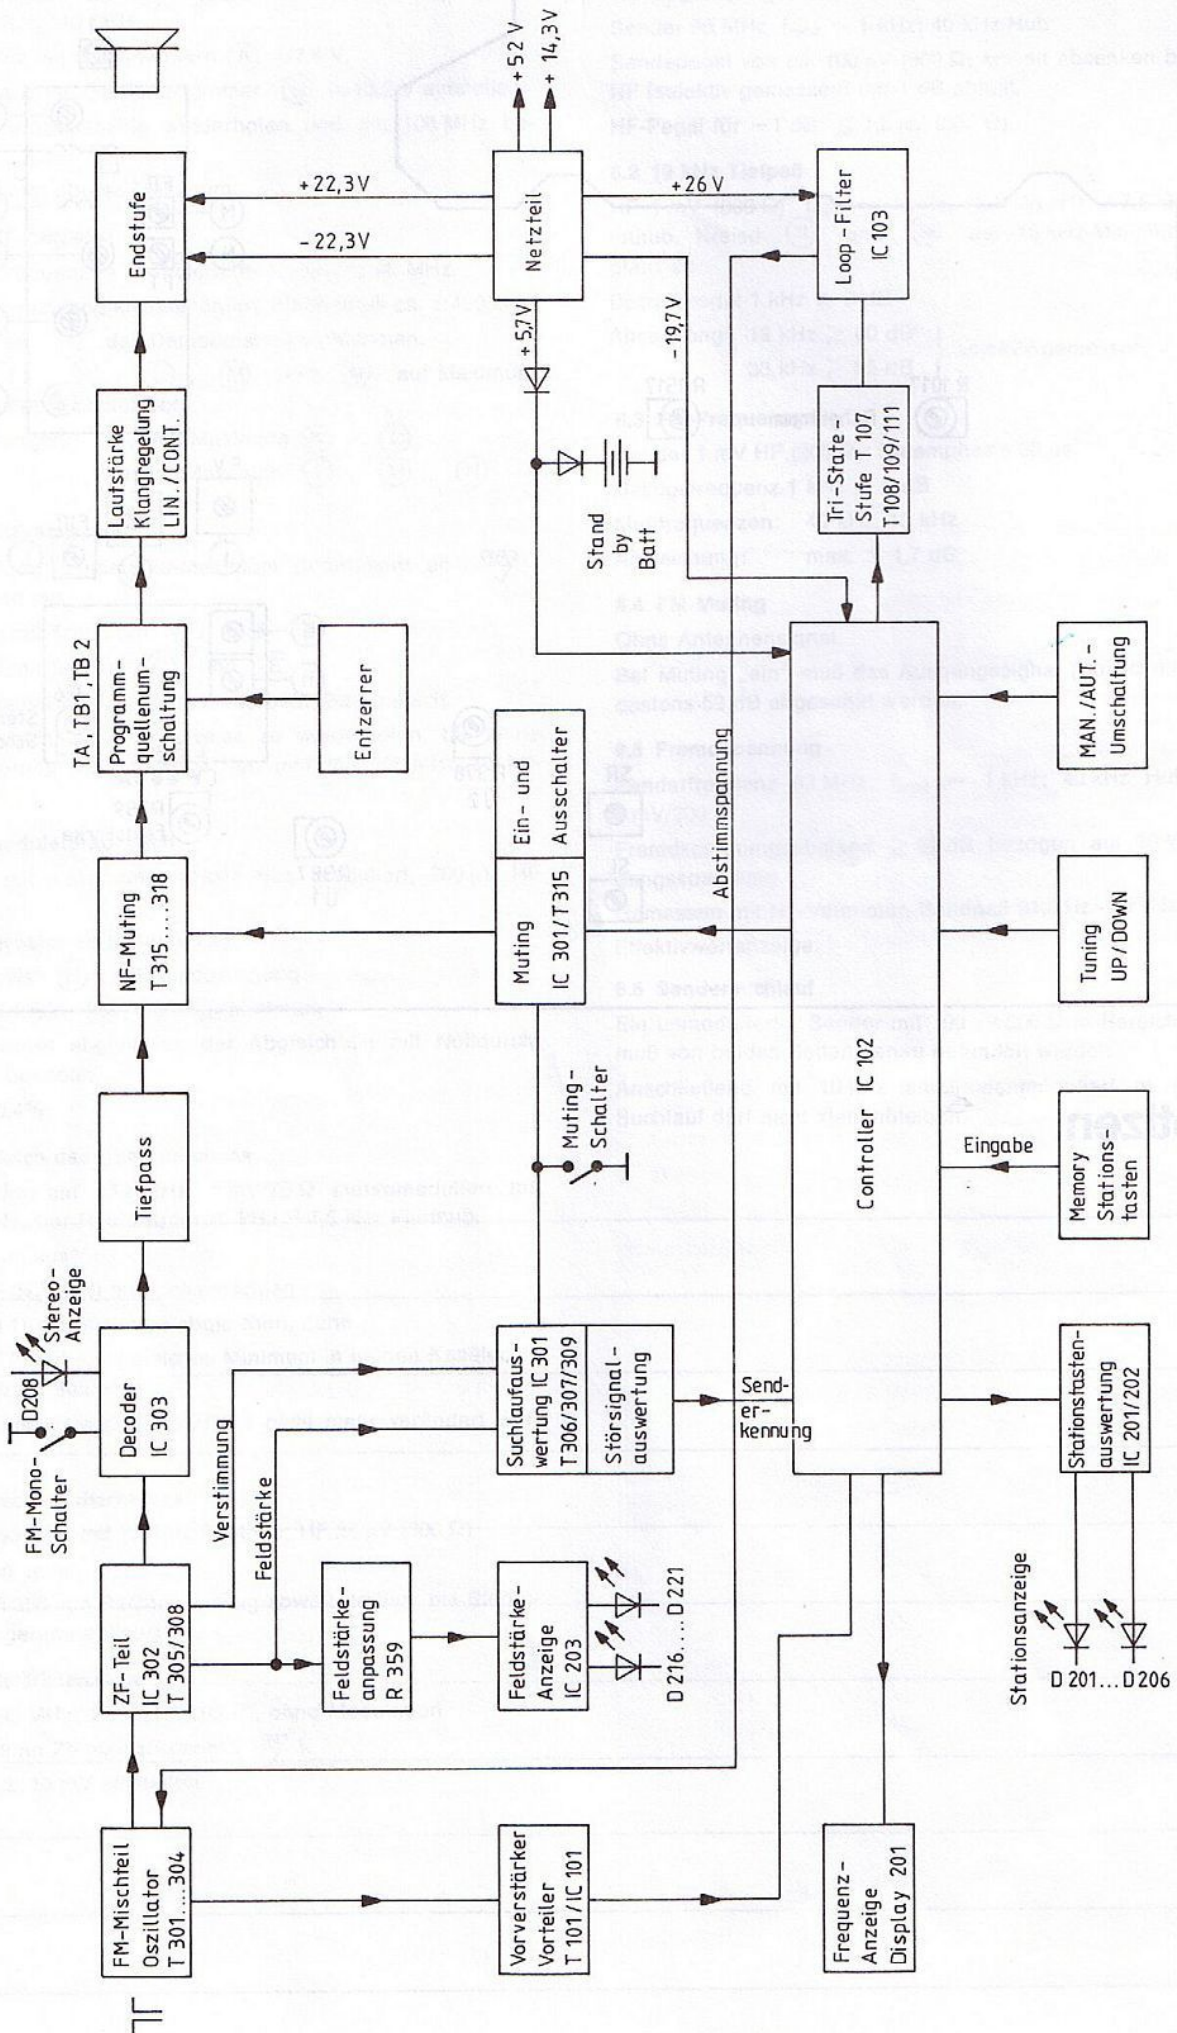 FM-Mischteil
Oszillator
T 301... 304
ZF-Teil
IC 302
T 305/308
FM-Mono-
Schalter
D208
Stereo-
Anzeige
Decoder
IC 303
Tiefpass
NF-Muting
T 315.... 318
TA, TB1, TB 2
Programm-
quellenum-
schaltung
Lautstärke
Klangregelung
LIN./CONT.
Endstufe
Verstimmung
Feldstärke
Entzerrer
+22,3V
-22,3V
Vorverstärker
Vorteiler
T 101 / IC 101
Feldstärke-
anpassung
R 359
Feldstärke-
Anzeige
IC 203
D216.... D221
Suchlaufaus-
wertung IC 301
T306/307/309
Störsignal-
auswertung
Muting-
Schalter
Muting
IC 301/T315
Ein- und
Ausschalter
Stand
by
Batt
+ 5,7V
Netzteil
+ 52 V
+ 14,3V
+26 V
-19,7V
Send-
er-
kennung
Abstimmspannung
Controller IC 102
Tri-State-
Stufe T 107
T108/109/111
Loop-Filter
IC 103
Frequenz-
Anzeige
Display 201
Stationsanzeige
D 201... D 206
Stationstasten-
auswertung
IC 201/202
Eingabe
Memory
Stations-
tasten
Tuning
UP / DOWN
MAN./AUT.-
Umschaltung